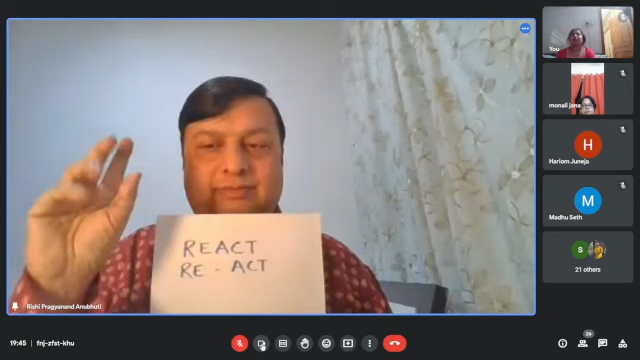 REACT
RE - ACT
Rishi Pragyanand Anubhuti
You
monali jana
H
Hariom Juneja
M
Madhu Seth
S
21 others
19:45 | fnj-zfst-khu
26